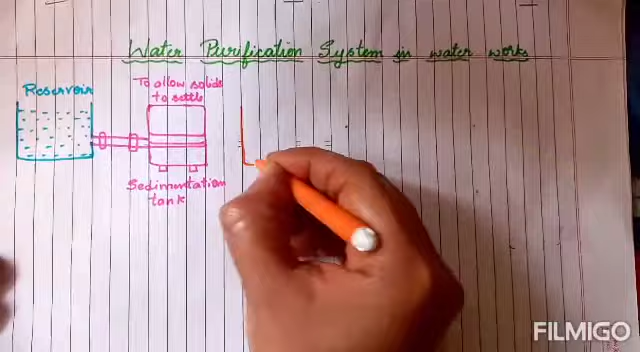 Water Purification System in water works
Reservoir
To allow solids
to settle
Sedimentation
tank
FILMIGO